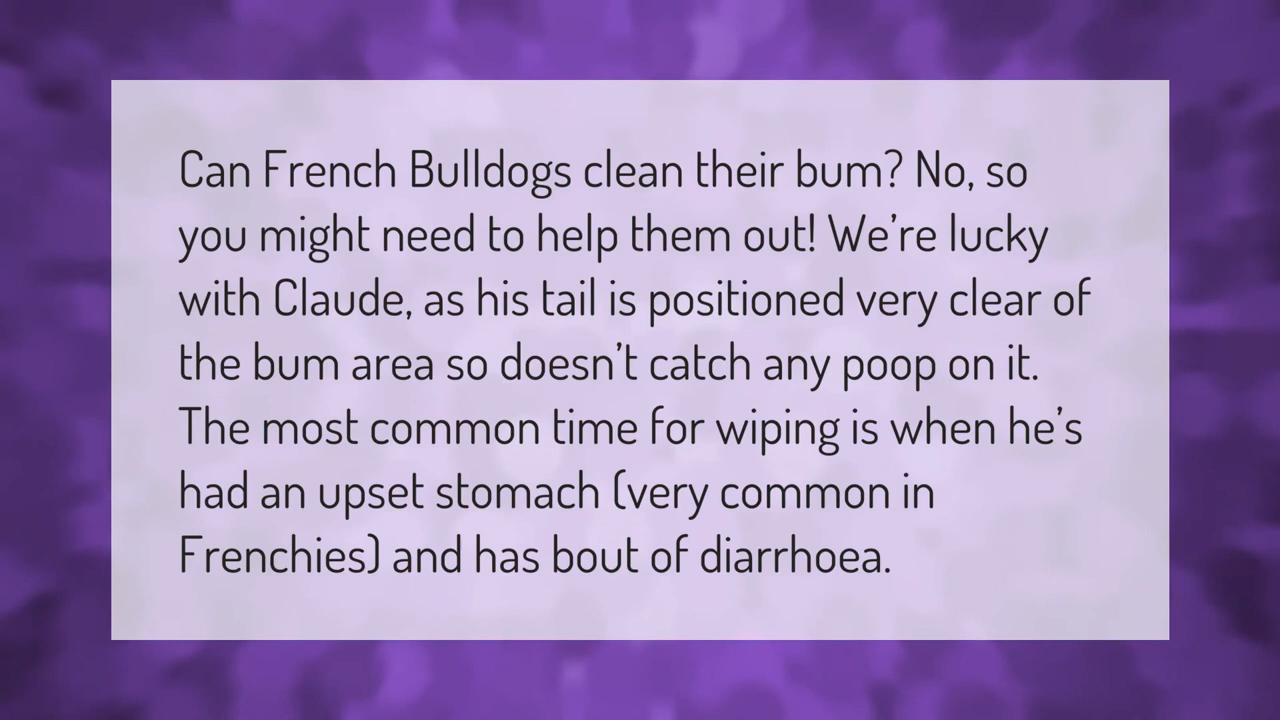 Can French Bulldogs clean their bum? No, so
you might need to help them out! We’re lucky
with Claude, as his tail is positioned very clear of
the bum area so doesn’t catch any poop on it.
The most common time for wiping is when he’s
had an upset stomach (very common in
Frenchies) and has bout of diarrhoea.